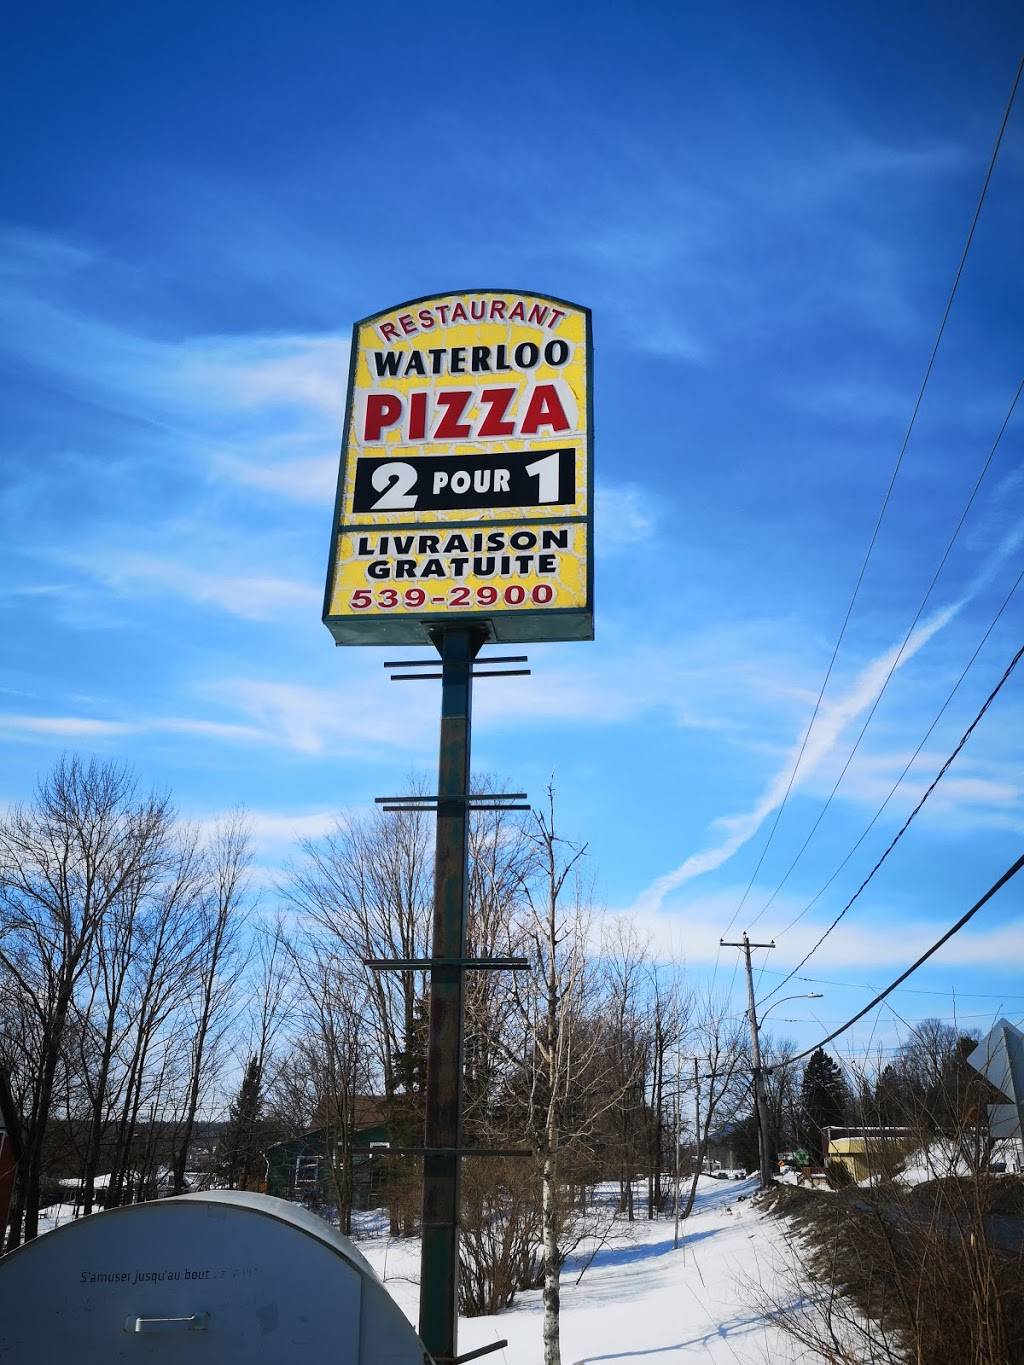 RESTAURANT
WATERLOO
PIZZA
2 POUR 1
LIVRAISON
GRATUITE
539-2900
S'amuser jusqu'au bout